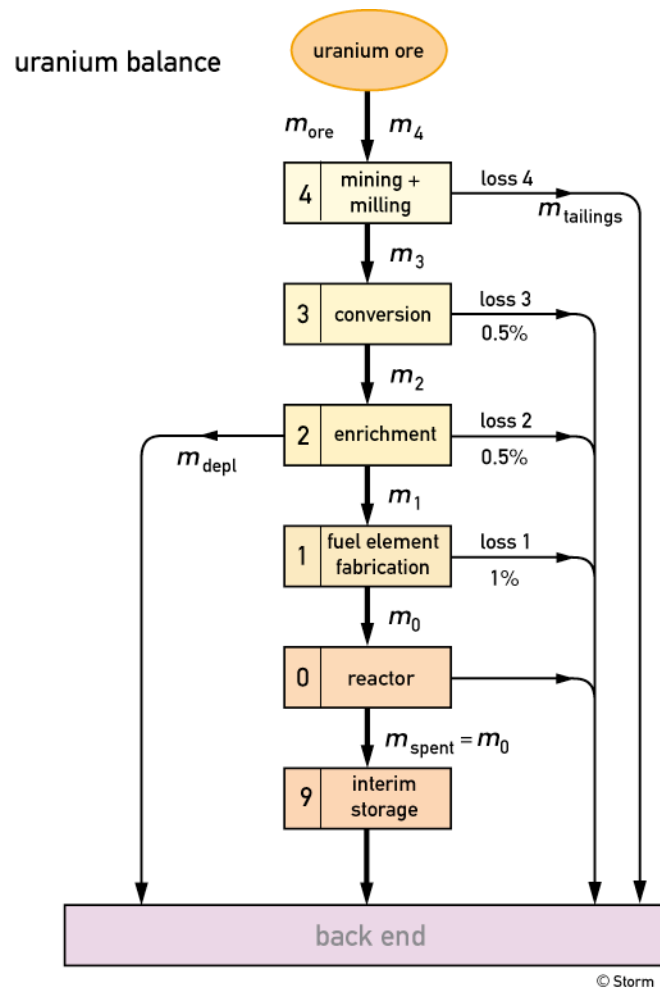 uranium balance
uranium ore
m_ore
m_4
4
mining +
milling
loss 4
m_tailings
m_3
3
conversion
loss 3
0.5%
m_2
2
enrichment
loss 2
0.5%
m_depl
m_1
1
fuel element
fabrication
loss 1
1%
m_0
0
reactor
m_spent = m_0
9
interim
storage
back end
© Storm